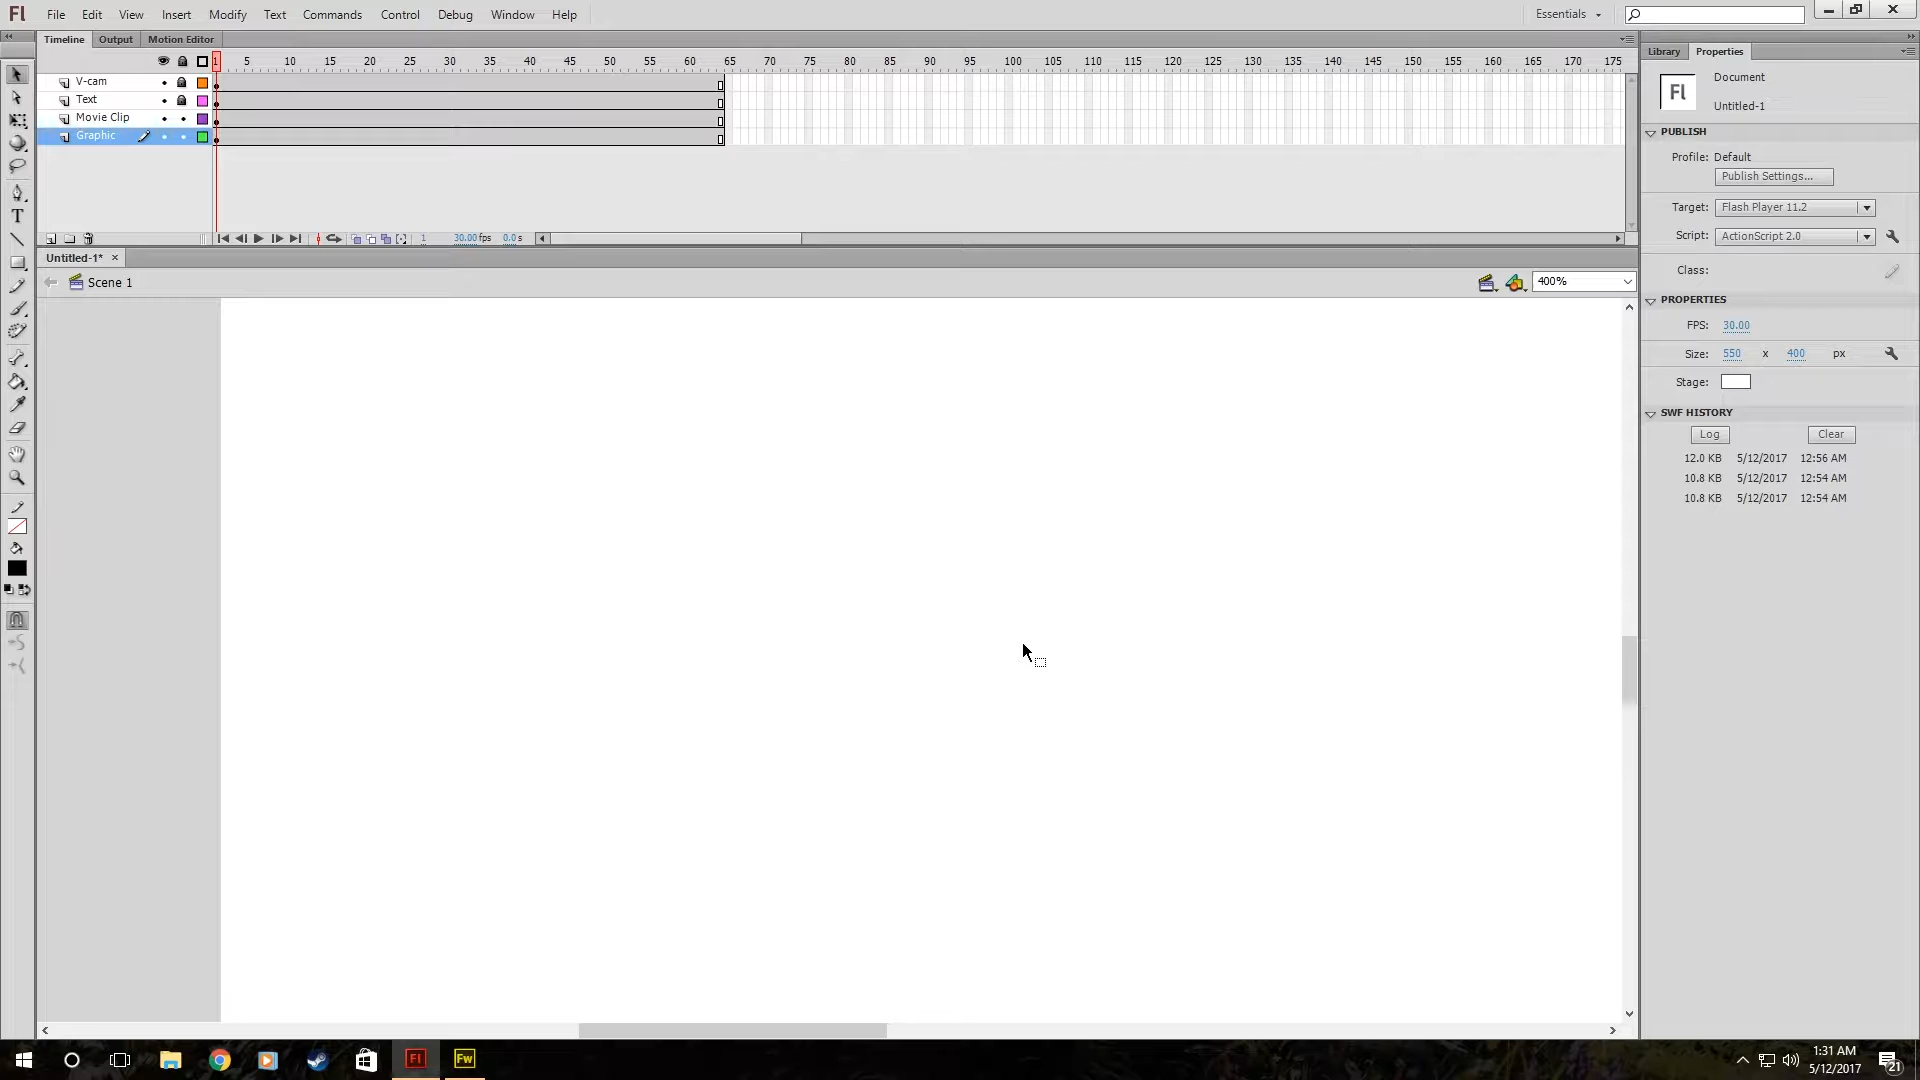 Fl File Edit View Insert Modify Text Commands Control Debug Window Help Essentials
Timeline Output Motion Editor
1 5 10 15 20 25 30 35 40 45 50 55 60 65 70 75 80 85 90 95 100 105 110 115 120 125 130 135 140 145 150 155 160 165 170 175
V-cam
Text
Movie Clip
Graphic
1 30.00 fps 0.0 s
Untitled-1*
Scene 1
400%
Library Properties
Fl
Document
Untitled-1
PUBLISH
Profile: Default
Publish Settings...
Target: Flash Player 11.2
Script: ActionScript 2.0
Class:
PROPERTIES
FPS: 30.00
Size: 550 x 400 px
Stage:
SWF HISTORY
Log Clear
12.0 KB 5/12/2017 12:56 AM
10.8 KB 5/12/2017 12:54 AM
10.8 KB 5/12/2017 12:54 AM
T
Fl Fw
1:31 AM
5/12/2017
21